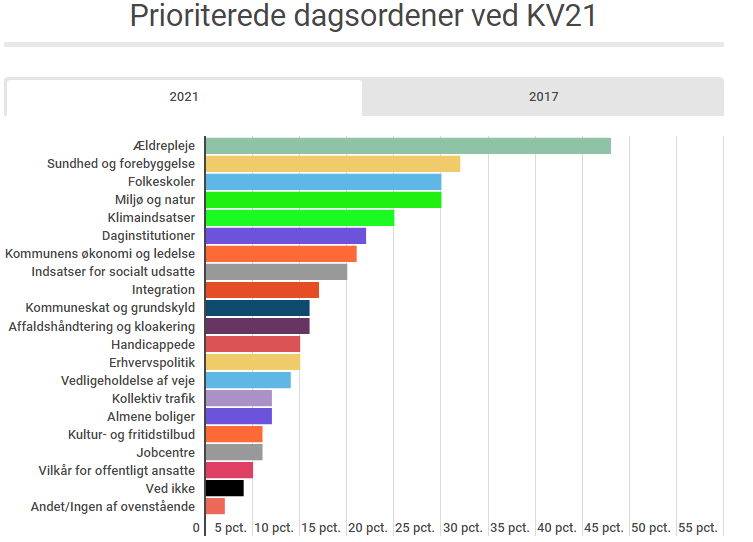 Prioriterede dagsordener ved KV21
2021 2017
Ældrepleje
Sundhed og forebyggelse
Folkeskoler
Miljø og natur
Klimaindsatser
Daginstitutioner
Kommunens økonomi og ledelse
Indsatser for socialt udsatte
Integration
Kommuneskat og grundskyld
Affaldshåndtering og kloakering
Handicappede
Erhvervspolitik
Vedligeholdelse af veje
Kollektiv trafik
Almene boliger
Kultur- og fritidstilbud
Jobcentre
Vilkår for offentligt ansatte
Ved ikke
Andet/Ingen af ovenstående
0 5 pct. 10 pct. 15 pct. 20 pct. 25 pct. 30 pct. 35 pct. 40 pct. 45 pct. 50 pct. 55 pct.